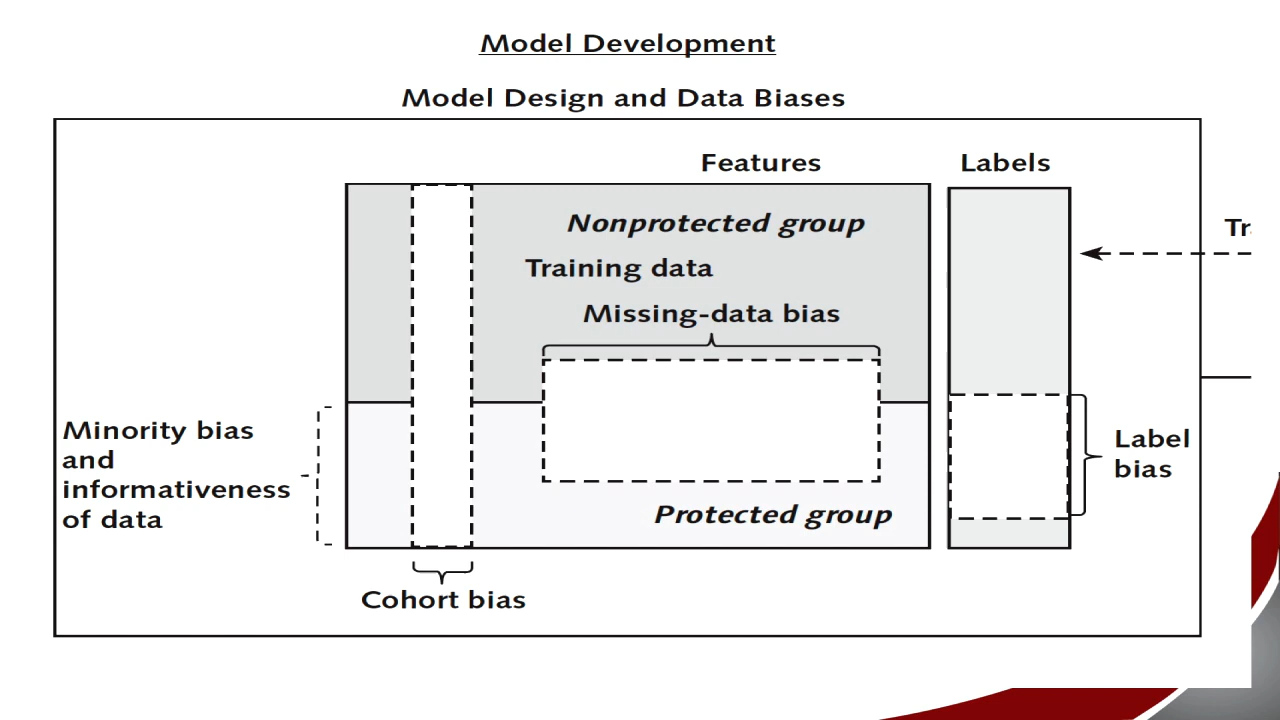 Model Development
Model Design and Data Biases
Features
Labels
Nonprotected group
Training data
Missing-data bias
Minority bias
and
informativeness
of data
Protected group
Label
bias
Cohort bias